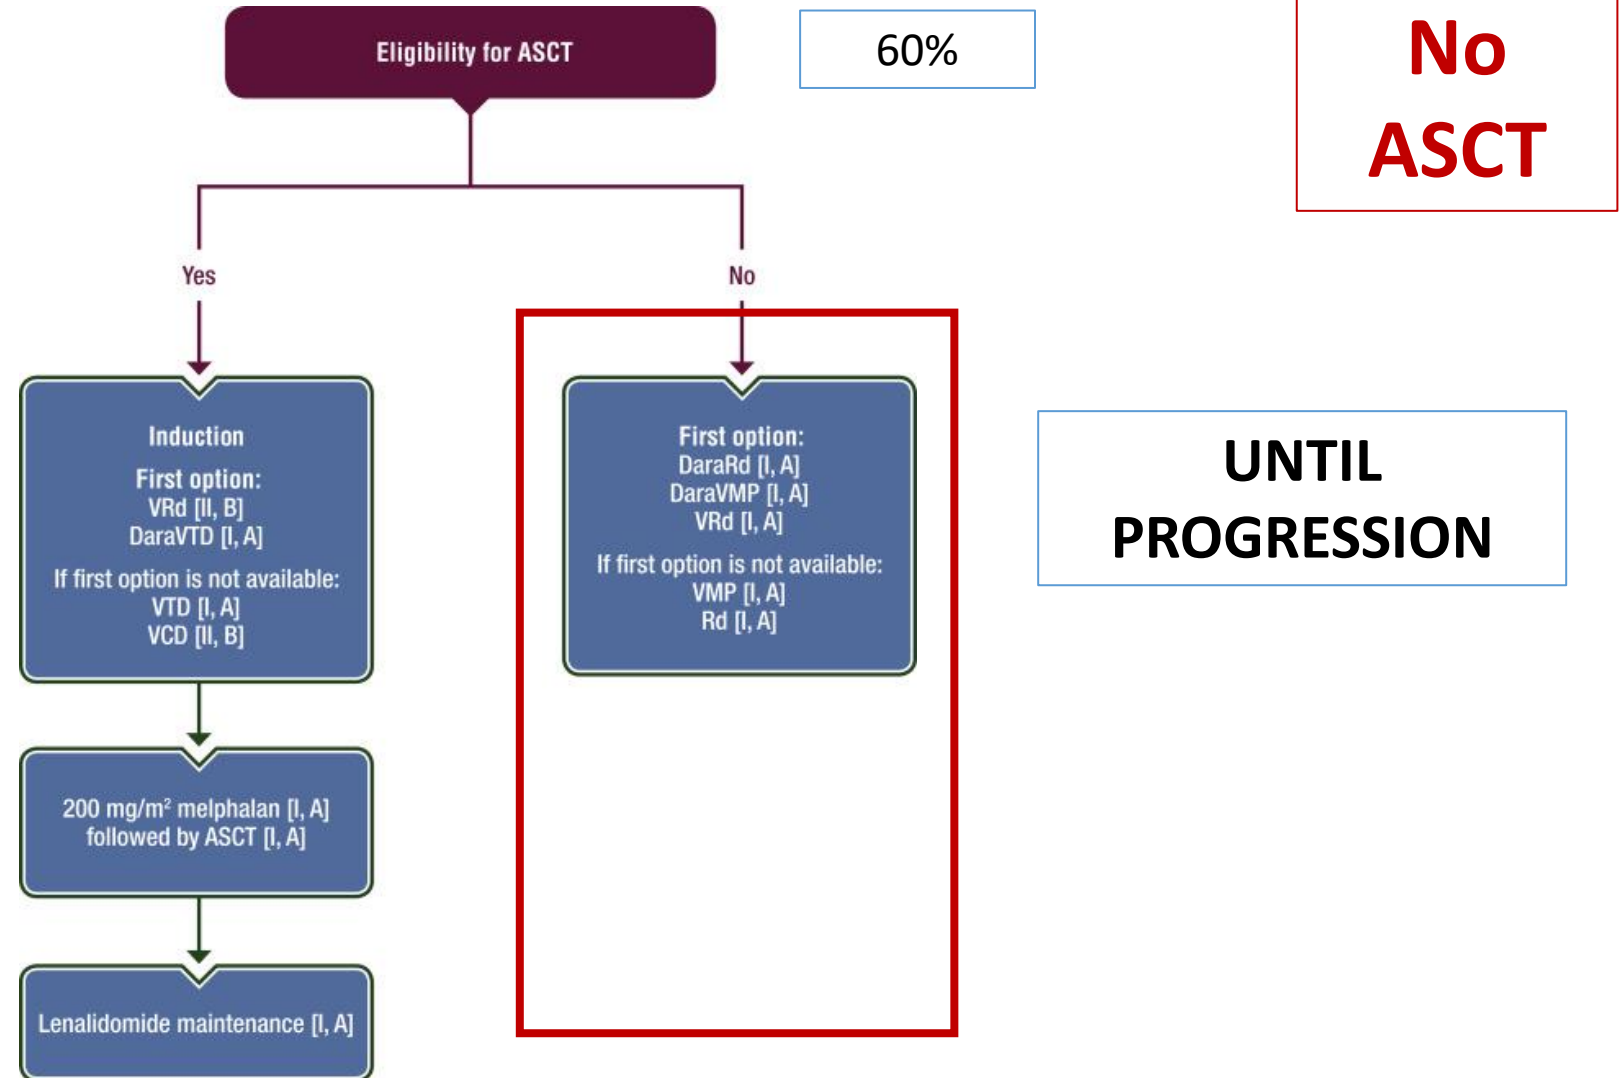 Eligibility for ASCT
60%
No
ASCT
Yes
No
Induction
First option:
VRd [II, B]
DaraVTD [I, A]
If first option is not available:
VTD [I, A]
VCD [II, B]
First option:
DaraRd [I, A]
DaraVMP [I, A]
VRd [I, A]
If first option is not available:
VMP [I, A]
Rd [I, A]
UNTIL
PROGRESSION
200 mg/m² melphalan [I, A]
followed by ASCT [I, A]
Lenalidomide maintenance [I, A]